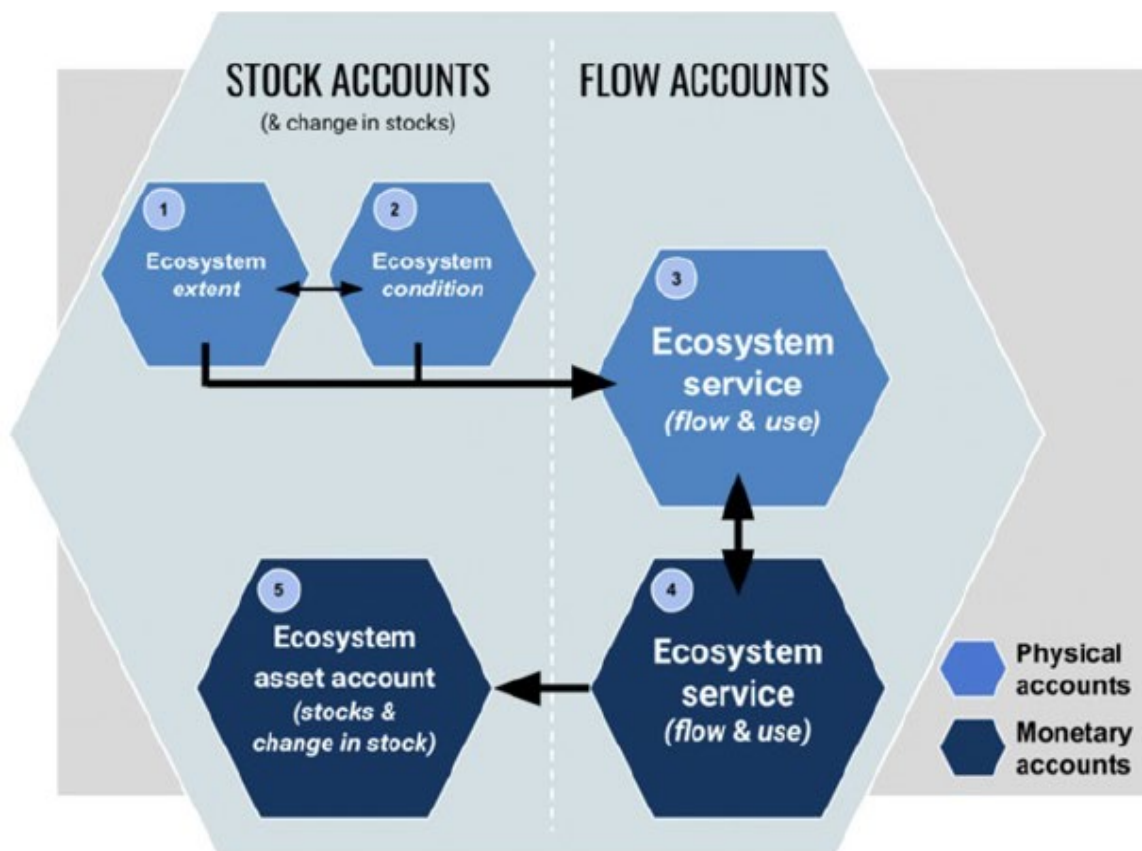 STOCK ACCOUNTS
(& change in stocks)
FLOW ACCOUNTS
1
Ecosystem
extent
2
Ecosystem
condition
3
Ecosystem
service
(flow & use)
5
Ecosystem
asset account
(stocks &
change in stock)
4
Ecosystem
service
(flow & use)
Physical
accounts
Monetary
accounts